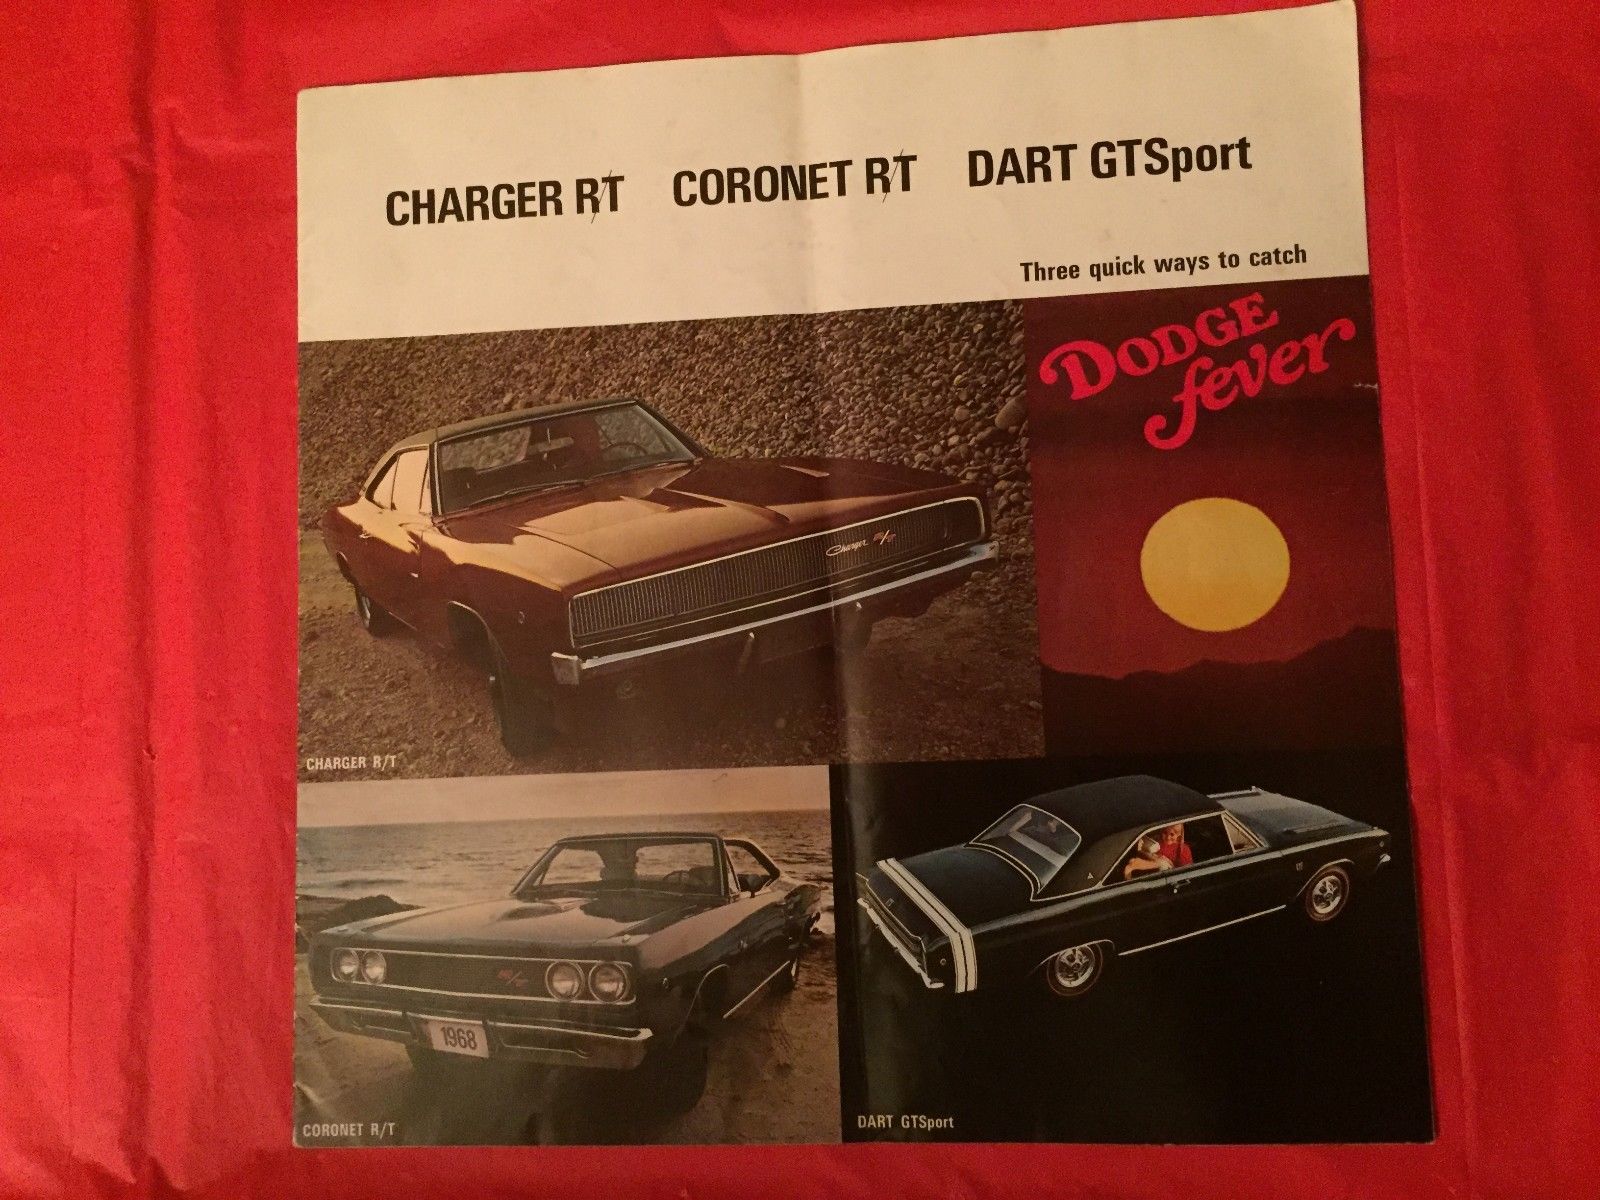 CHARGER R/T CORONET R/T DART GTSport
Three quick ways to catch
DODGE
fever
Charger R/T
CHARGER R/T
R/T
1968
CORONET R/T
DART GTSport